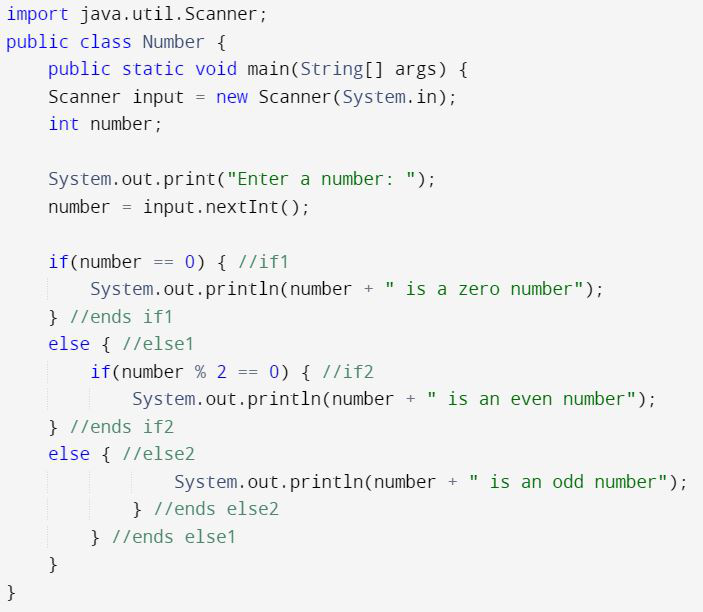 import java.util.Scanner;
public class Number {
    public static void main(String[] args) {
    Scanner input = new Scanner(System.in);
    int number;

    System.out.print("Enter a number: ");
    number = input.nextInt();

    if(number == 0) { //if1
        System.out.println(number + " is a zero number");
    } //ends if1
    else { //else1
        if(number % 2 == 0) { //if2
            System.out.println(number + " is an even number");
    } //ends if2
    else { //else2
                System.out.println(number + " is an odd number");
            } //ends else2
        } //ends else1
    }
}